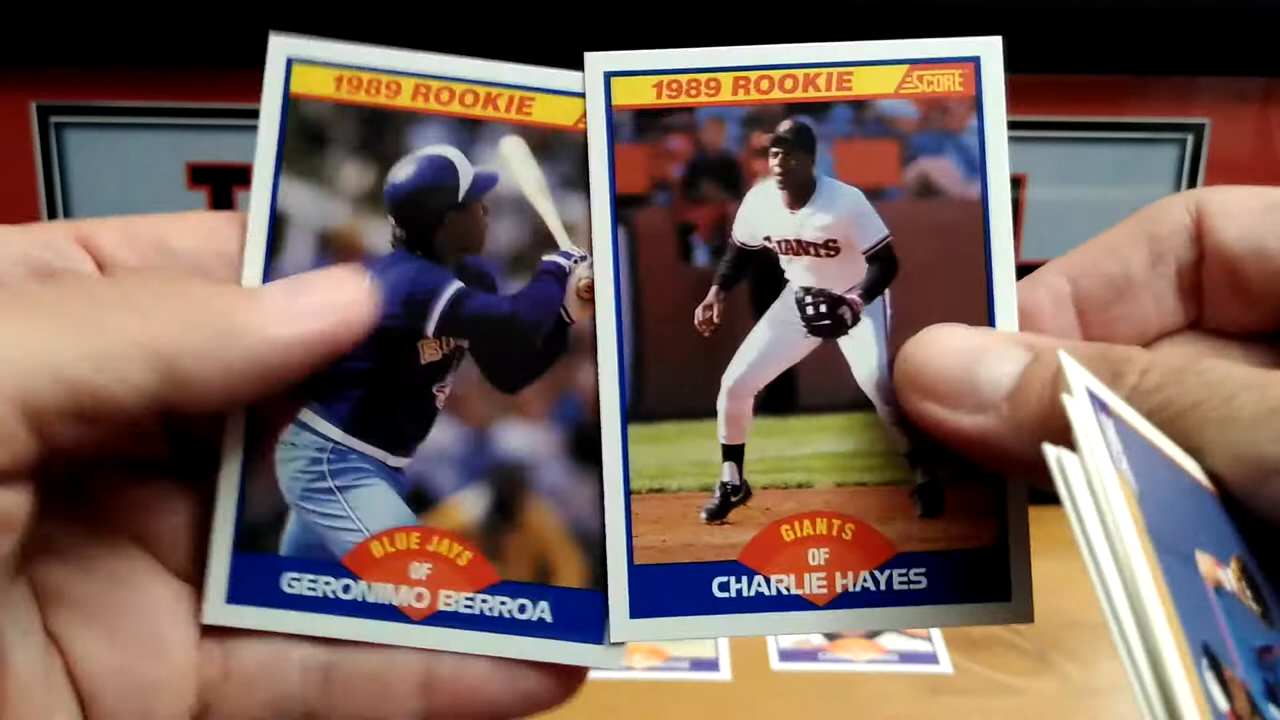 1989 ROOKIE
BLUE JAYS
OF
GERONIMO BERROA
1989 ROOKIE SCORE
GIANTS
GIANTS
OF
CHARLIE HAYES